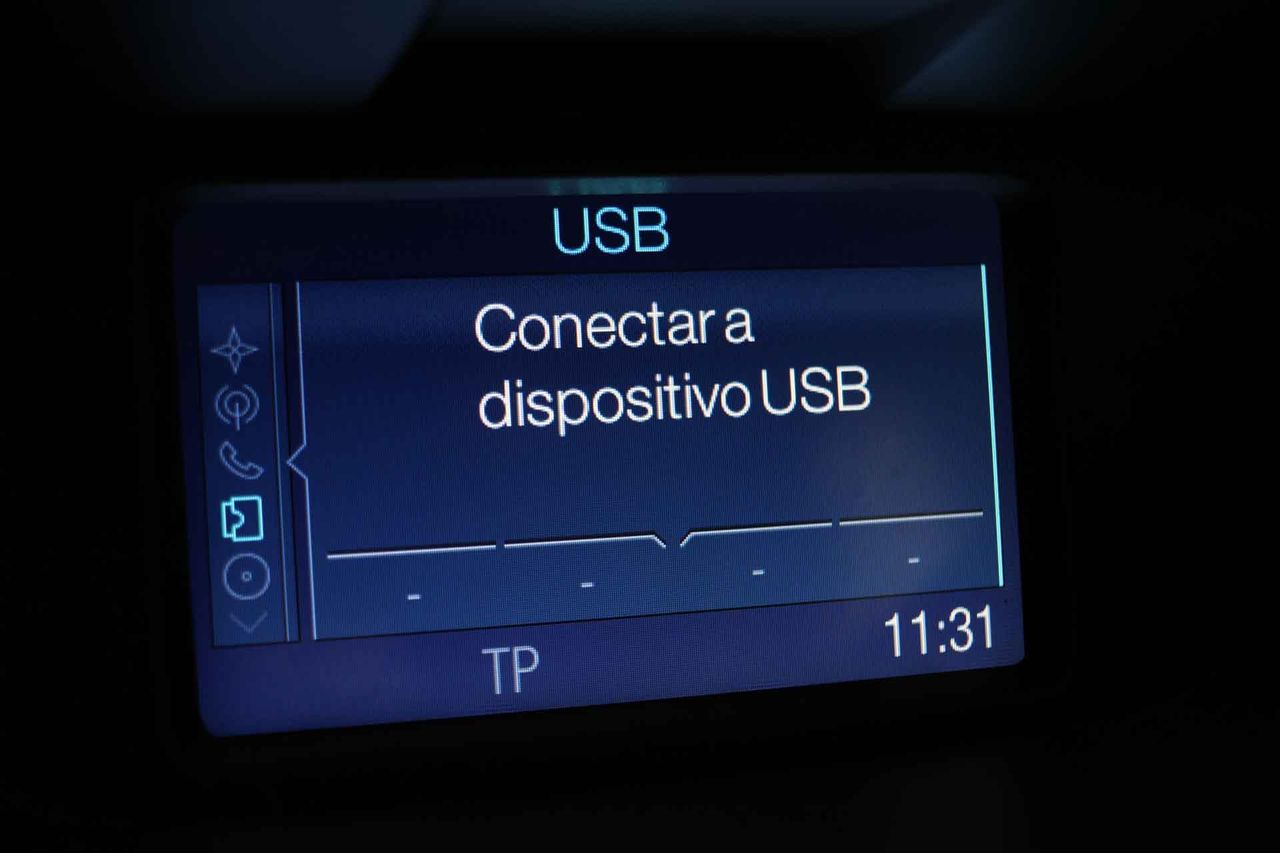 USB
Conectar a
dispositivo USB
- - - -
TP 11:31